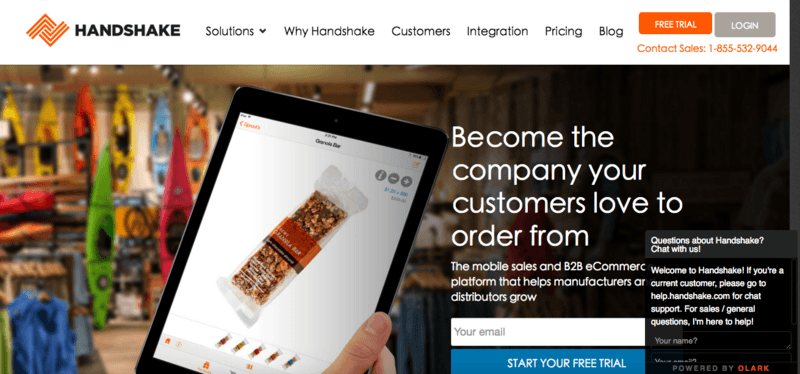 HANDSHAKE
Solutions
Why Handshake
Customers
Integration
Pricing
Blog
FREE TRIAL
LOGIN
Contact Sales: 1-855-532-9044
Granola Bar
Become the
company your
customers love to
order from
The mobile sales and B2B eCommerc
platform that helps manufacturers ar
distributors grow
Your email
START YOUR FREE TRIAL
Questions about Handshake?
Chat with us!
Welcome to Handshake! If you're a
current customer, please go to
help.handshake.com for chat
support. For sales / general
questions, I'm here to help!
Your name?
POWERED BY OLARK